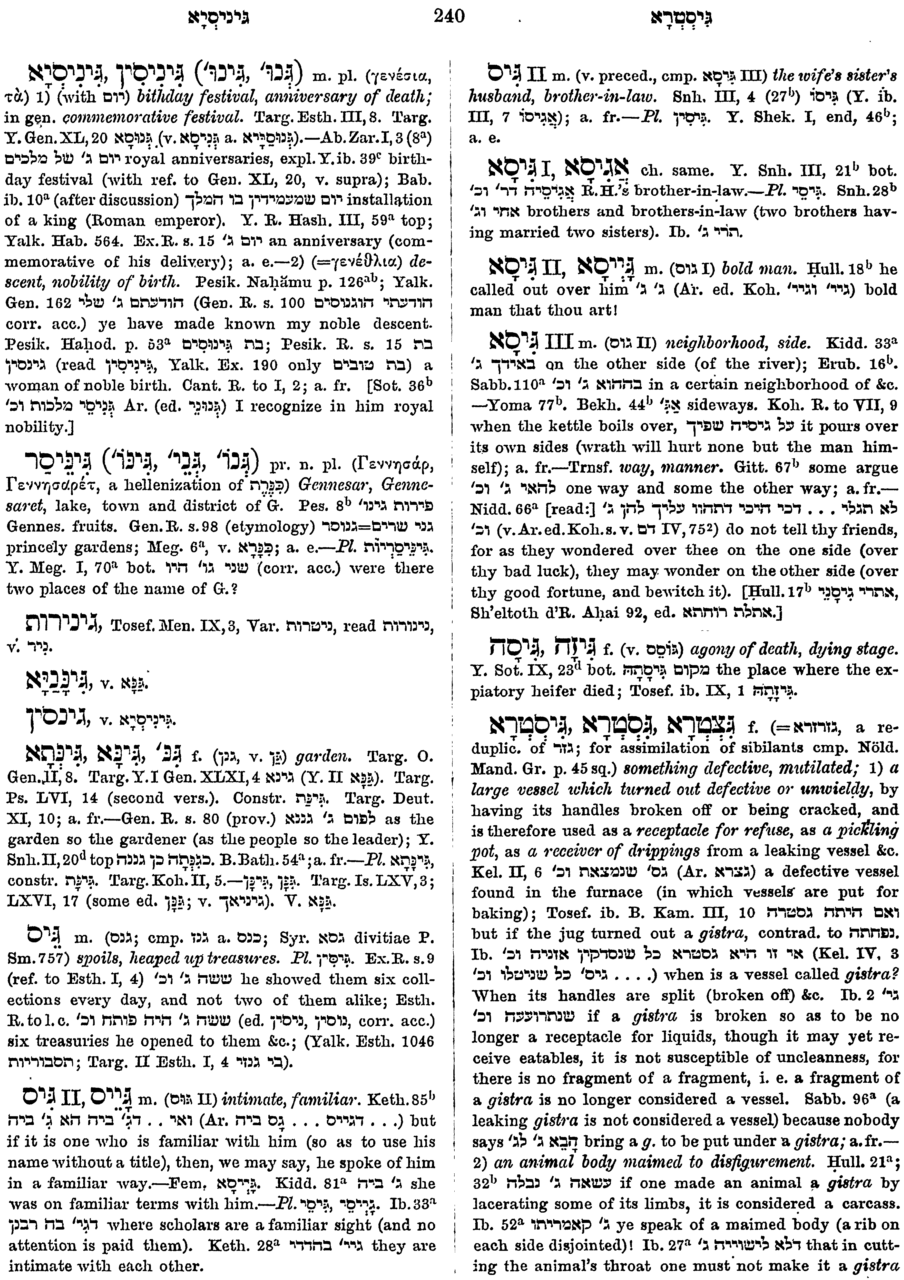 גיניסיא 240 גיסטרא
גִּינִיסְיָא, גִּינִיסִין (גְּנוּ׳, גִּינוּ׳, גְּנִי׳) m. pl. (γενέσια,
τὰ) 1) (with יום) bithday festival, anniversary of death;
in gen. commemorative festival. Targ. Esth. III, 8. Targ.
Y. Gen. XL, 20 גְּנוּסָא (v. גְּנִיסָא a. גְּנוּסְיָרא).—Ab. Zar. I, 3 (8ᵃ)
יום ג׳ של מלכים royal anniversaries, expl. Y. ib. 39ᶜ birth-
day festival (with ref. to Gen. XL, 20, v. supra); Bab.
ib. 10ᵃ (after discussion) יום שמעמידין בו המלך installation
of a king (Roman emperor). Y. R. Hash. III, 59ᵃ top;
Yalk. Hab. 564. Ex. R. s. 15 יום ג׳ an anniversary (com-
memorative of his delivery); a. e.—2) (=γενέθλια) de-
scent, nobility of birth. Pesik. Naḥămu p. 126ᵃᵇ; Yalk.
Gen. 162 הודעתם ג׳ שלי (Gen. R. s. 100 הודעתי הוגנוסים
corr. acc.) ye have made known my noble descent.
Pesik. Haḥod. p. 53ᵃ בת גִּינוּסִים; Pesik. R. s. 15 בת
גינסין (read גִּינִיסִין, Yalk. Ex. 190 only בת טובים) a
woman of noble birth. Cant. R. to I, 2; a. fr. [Sot. 36ᵇ
גִּנִיסֵי מלכות וכ׳ Ar. (ed. גִּנוּנֵי) I recognize in him royal
nobility.]
גִּינֵּיסַר (גִּנּוֹ׳, גְּנֵי׳, גִּינּוֹ׳) pr. n. pl. (Γεννησάρ,
Γεννησαρέτ, a hellenization of כִּנֶּרֶת) Gennesar, Genne-
saret, lake, town and district of G. Pes. 8ᵇ פירות גינו׳
Gennes. fruits. Gen. R. s. 98 (etymology) גנוסר=גני שרים
princely gardens; Meg. 6ᵃ, v. כִּנָּרָא; a. e.—Pl. גִּינֵּיסָרִיּוֹת.
Y. Meg. I, 70ᵃ bot. שני גו׳ היו (corr. acc.) were there
two places of the name of G.?
גינירות, Tosef. Men. IX, 3, Var. ניטרות, read נינורות,
v. ניר.
גִּינְּבַּיָּא, v. גַּנָּב.
גִּינְסִין, v. גִּינִיסְיָא.
גִּנָּ׳, גִּינָּא, גִּינְּתָא f. (גנן, v. גַּן) garden. Targ. O.
Gen. II, 8. Targ. Y. I Gen. XLXI, 4 גינא (Y. II גִּנָּא). Targ.
Ps. LVI, 14 (second vers.). Constr. גִּינַּת. Targ. Deut.
XI, 10; a. fr.—Gen. R. s. 80 (prov.) לפום ג׳ גננא as the
garden so the gardener (as the people so the leader); Y.
Snh. II, 20ᵈ top כְּגִנְּתָה כן גננה. B. Bath. 54ᵃ; a. fr.—Pl. גִּינַּתָא,
constr. גִּינַּת. Targ. Koh. II, 5.—גִּנָּן, גִּינָּן. Targ. Is. LXV, 3;
LXVI, 17 (some ed. גִּנָּן; v. גיניאך). V. גִּנָּא.
גִּיס m. (גנס; cmp. גנז a. כנס; Syr. גסא divitiae P.
Sm. 757) spoils, heaped up treasures. Pl. גִּיסִין. Ex. R. s. 9
(ref. to Esth. I, 4) ששה ג׳ וכ׳ he showed them six coll-
ections every day, and not two of them alike; Esth.
R. to l. c. ששה ג׳ היה פותח וכ׳ (ed. גוסין, ניסין, corr. acc.)
six treasuries he opened to them &c.; (Yalk. Esth. 1046
תסבוריות; Targ. II Esth. I, 4 בי גנזי).
גִּיס II, גַּיִּיס m. (גוס II) intimate, familiar. Keth. 85ᵇ
ואי . . דג׳ ביה הא ג׳ ביה (Ar. גס ביה . . . דגייס . . .) but
if it is one who is familiar with him (so as to use his
name without a title), then, we may say, he spoke of him
in a familiar way.—Fem. גַּיְּיסָא. Kidd. 81ᵃ ג׳ ביה she
was on familiar terms with him.—Pl. גִּיסֵי, גַּיְּיסֵי. Ib. 33ᵃ
דגי׳ בה רבנן where scholars are a familiar sight (and no
attention is paid them). Keth. 28ᵃ גיי׳ בהדדי they are
intimate with each other.
גִּיס II m. (v. preced., cmp. גִּיסָא III) the wife's sister's
husband, brother-in-law. Snh. III, 4 (27ᵇ) גִּיסוֹ (Y. ib.
III, 7 אֲגִיסוֹ); a. fr.—Pl. גִּיסִין. Y. Shek. I, end, 46ᵇ;
a. e.
גִּיסָא I, אֲגִיסָא ch. same. Y. Snh. III, 21ᵇ bot.
אֲגִיסֵיהּ דר׳ וכ׳ R. H.'s brother-in-law.—Pl. גִּיסֵי. Snh. 28ᵇ
אחי וג׳ brothers and brothers-in-law (two brothers hav-
ing married two sisters). Ib. תורי ג׳.
גִּיסָא II, גַּיְּיסָא m. (גוס I) bold man. Ḥull. 18ᵇ he
called out over him ג׳ ג׳ (Ar. ed. Koh. גיי׳ וגיי׳) bold
man that thou art!
גִּיסָא III m. (גוס II) neighborhood, side. Kidd. 33ᵃ
באידך ג׳ on the other side (of the river); Erub. 16ᵇ.
Sabb. 110ᵃ בההוא ג׳ וכ׳ in a certain neighborhood of &c.
—Yoma 77ᵇ. Bekh. 44ᵇ אַגִּ׳ sideways. Koh. R. to VII, 9
when the kettle boils over, על גיסיה שפיך it pours over
its own sides (wrath will hurt none but the man him-
self); a. fr.—Trnsf. way, manner. Gitt. 67ᵇ some argue
להאי ג׳ וכ׳ one way and some the other way; a. fr.—
Nidd. 66ᵃ [read:] לא תגלי . . . דכי היכי דתהוו עליך להך ג׳
וכ׳ (v. Ar. ed. Koh. s. v. דם IV, 75²) do not tell thy friends,
for as they wondered over thee on the one side (over
thy bad luck), they may wonder on the other side (over
thy good fortune, and bewitch it). [Ḥull. 17ᵇ אתרי גִּיסָנֵי,
Sh'eltoth d'R. Aḥai 92, ed. אתלת רוחתא.]
גִּיסָה, גִּיזָה f. (v. גּוֹסֵס) agony of death, dying stage.
Y. Sot. IX, 23ᵈ bot. מקום גִּיסָתָהּ the place where the ex-
piatory heifer died; Tosef. ib. IX, 1 גִּיזָתָהּ.
גִּיסְטְרָא, גִּסְטְרָא, גִּצְטְרָא f. (=גזרזרא, a re-
duplic. of גזר; for assimilation of sibilants cmp. Nöld.
Mand. Gr. p. 45 sq.) something defective, mutilated; 1) a
large vessel which turned out defective or unwieldy, by
having its handles broken off or being cracked, and
is therefore used as a receptacle for refuse, as a pickling
pot, as a receiver of drippings from a leaking vessel &c.
Kel. II, 6 גס׳ שנמצאת וכ׳ (Ar. גצרא) a defective vessel
found in the furnace (in which vessels are put for
baking); Tosef. ib. B. Kam. III, 10 ואם היתה גסטרה
but if the jug turned out a gistra, contrad. to נפחתה.
Ib. אי זו היא גסטרא כל שנסדקין אזניה וכ׳ (Kel. IV, 3
גיס׳ כל שניטלו וכ׳ . . . .) when is a vessel called gistra?
When its handles are split (broken off) &c. Ib. 2 גי׳
שנתרועעה וכ׳ if a gistra is broken so as to be no
longer a receptacle for liquids, though it may yet re-
ceive eatables, it is not susceptible of uncleanness, for
there is no fragment of a fragment, i. e. a fragment of
a gistra is no longer considered a vessel. Sabb. 96ᵃ (a
leaking gistra is not considered a vessel) because nobody
says הָבֵא ג׳ לג׳ bring a g. to be put under a gistra; a. fr.—
2) an animal body maimed to disfigurement. Ḥull. 21ᵃ;
32ᵇ עשאה ג׳ נבלה if one made an animal a gistra by
lacerating some of its limbs, it is considered a carcass.
Ib. 52ᵃ ג׳ קאמריתו ye speak of a maimed body (a rib on
each side disjointed)! Ib. 27ᵃ דלא לישוייה ג׳ that in cutt-
ing the animal's throat one must not make it a gistra